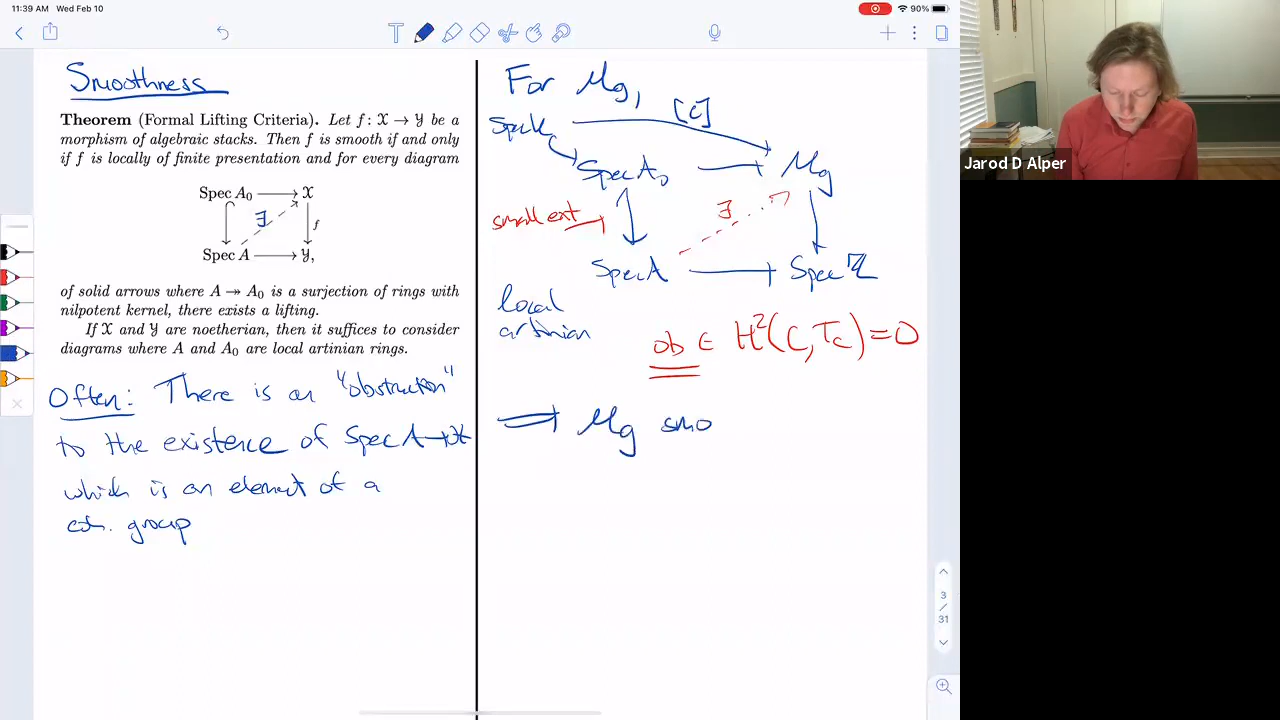 11:39 AM Wed Feb 10
90%
Smoothness
Theorem (Formal Lifting Criteria). Let f: X → Y be a
morphism of algebraic stacks. Then f is smooth if and only
if f is locally of finite presentation and for every diagram
Spec A₀ → X
∃
f
Spec A → Y,
of solid arrows where A ↠ A₀ is a surjection of rings with
nilpotent kernel, there exists a lifting.
If X and Y are noetherian, then it suffices to consider
diagrams where A and A₀ are local artinian rings.
Often: There is an "obstruction"
to the existence of Spec A → X
which is an element of a
coh. group
For Mg,
[C]
Spec k
Spec A₀ → Mg
small ext
∃
Spec A → Spec ℤ
local
artinian
ob ∈ H²(C, T_C) = 0
⟹ Mg smo
3
/
31
Jarod D Alper